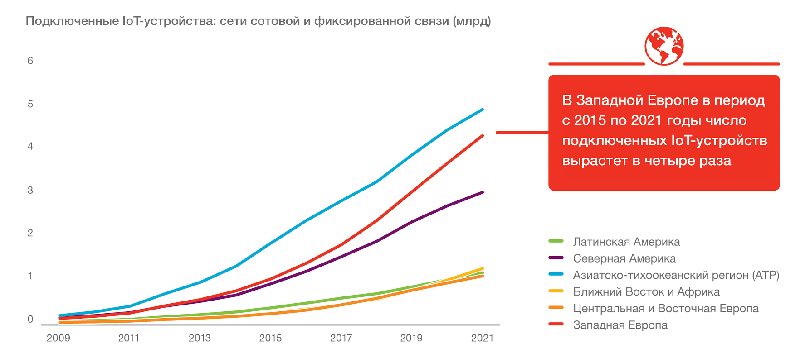 Подключенные IoT-устройства: сети сотовой и фиксированной связи (млрд)
6
5
4
3
2
1
0
2009
2011
2013
2015
2017
2019
2021
В Западной Европе в период
с 2015 по 2021 годы число
подключенных IoT-устройств
вырастет в четыре раза
Латинская Америка
Северная Америка
Азиатско-тихоокеанский регион (АТР)
Ближний Восток и Африка
Центральная и Восточная Европа
Западная Европа